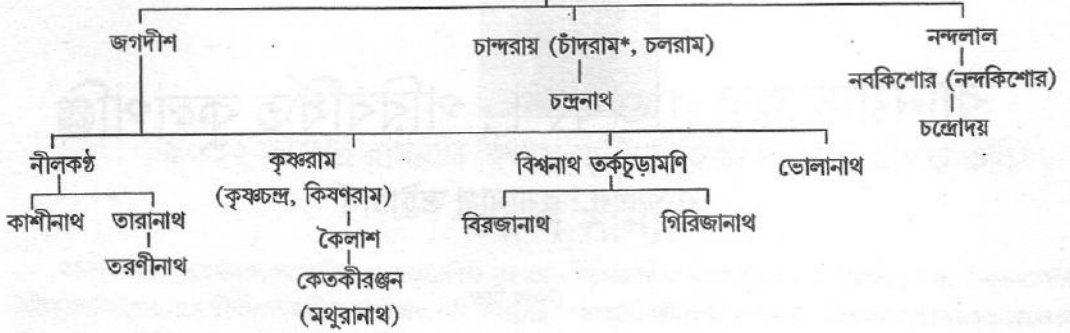 জগদীশ চান্দরায় (চাঁদরাম*, চলরাম) নন্দলাল
চন্দ্রনাথ নবকিশোর (নন্দকিশোর)
চন্দ্রোদয়
নীলকণ্ঠ কৃষ্ণরাম বিশ্বনাথ তর্কচূড়ামণি ভোলানাথ
(কৃষ্ণচন্দ্র, কিষণরাম)
কাশীনাথ তারানাথ বিরজানাথ গিরিজানাথ
কৈলাশ
তরণীনাথ
কেতকীরঞ্জন
(মথুরানাথ)